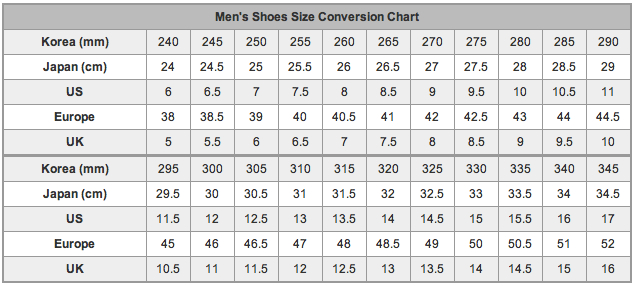 Men's Shoes Size Conversion Chart
Korea (mm) 240 245 250 255 260 265 270 275 280 285 290
Japan (cm) 24 24.5 25 25.5 26 26.5 27 27.5 28 28.5 29
US 6 6.5 7 7.5 8 8.5 9 9.5 10 10.5 11
Europe 38 38.5 39 40 40.5 41 42 42.5 43 44 44.5
UK 5 5.5 6 6.5 7 7.5 8 8.5 9 9.5 10
Korea (mm) 295 300 305 310 315 320 325 330 335 340 345
Japan (cm) 29.5 30 30.5 31 31.5 32 32.5 33 33.5 34 34.5
US 11.5 12 12.5 13 13.5 14 14.5 15 15.5 16 17
Europe 45 46 46.5 47 48 48.5 49 50 50.5 51 52
UK 10.5 11 11.5 12 12.5 13 13.5 14 14.5 15 16